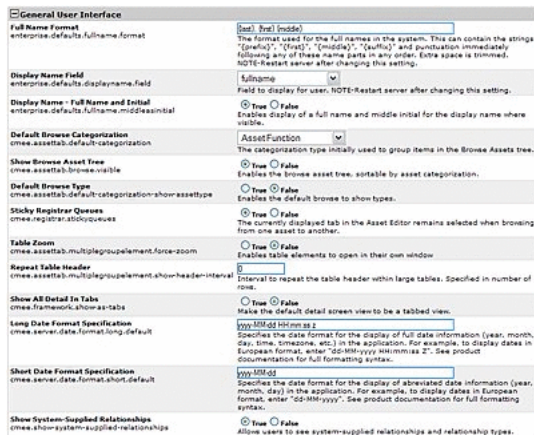 General User Interface
Full Name Format
enterprise.defaults.fullname.format
{last}, {first} {middle}
The format used for the full names in the system. This can contain the strings
"{prefix}", "{first}", "{middle}", "{suffix}" and punctuation immediately
following any of these name parts in any order. Extra space is trimmed.
NOTE-Restart server after changing this setting.
Display Name Field
enterprise.defaults.displayname.field
fullname
Field to display for user. NOTE-Restart server after changing this setting.
Display Name - Full Name and Initial
enterprise.defaults.fullname.middleasinitial
True False
Enables display of a full name and middle initial for the display name where
visible.
Default Browse Categorization
cmee.assettab.default-categorization
AssetFunction
The categorization type initially used to group items in the Browse Assets tree.
Show Browse Asset Tree
cmee.assettab.browse.visible
True False
Enables the browse asset tree, sortable by asset categorization.
Default Browse Type
cmee.assettab.default-categorization-show-assettype
True False
Enables the default browse to show types.
Sticky Registrar Queues
cmee.registrar.stickyqueues
True False
The currently displayed tab in the Asset Editor remains selected when browsing
from one asset to another.
Table Zoom
cmee.assettab.multiplegroupelement.force-zoom
True False
Enables table elements to open in their own window
Repeat Table Header
cmee.assettab.multiplegroupelement.show-header-interval
0
Interval to repeat the table header within large tables. Specified in number of
rows.
Show All Detail In Tabs
cmee.framework.show-as-tabs
True False
Make the default detail screen view to be a tabbed view.
Long Date Format Specification
cmee.server.date.format.long.default
yyyy-MM-dd HH:mm:ss z
Specifies the date format for the display of full date information (year, month,
day, time, timezone, etc.) in the application. For example, to display dates in
European format, enter "dd-MM-yyyy HH:mm:ss Z". See product
documentation for full formatting syntax.
Short Date Format Specification
cmee.server.date.format.short.default
yyyy-MM-dd
Specifies the date format for the display of abreviated date information (year,
month, day) in the application. For example, to display dates in European
format, enter "dd-MM-yyyy". See product documentation for full formatting
syntax.
Show System-Supplied Relationships
cmee.show-system-supplied-relationships
True False
Allows users to see system-supplied relationships and relationship types.